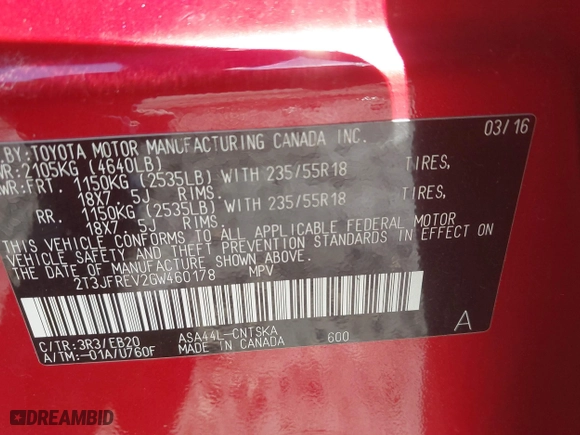 .BY:TOYOTA MOTOR MANUFACTURING CANADA INC. 03/16
WR:2105KG (4640LB)
WR:FRT. 1150KG (2535LB) WITH 235/55R18 TIRES,
18X7.5J RIMS.
RR. 1150KG (2535LB) WITH 235/55R18 TIRES,
18X7.5J RIMS.
THIS VEHICLE CONFORMS TO ALL APPLICABLE FEDERAL MOTOR
VEHICLE SAFETY AND THEFT PREVENTION STANDARDS IN EFFECT ON
THE DATE OF MANUFACTURE SHOWN ABOVE.
2T3JFREV2GW460178 MPV
C/TR:3R3/EB20 ASA44L-CNTSKA 600 A
A/TM:-01A/U760F MADE IN CANADA
DREAMBID